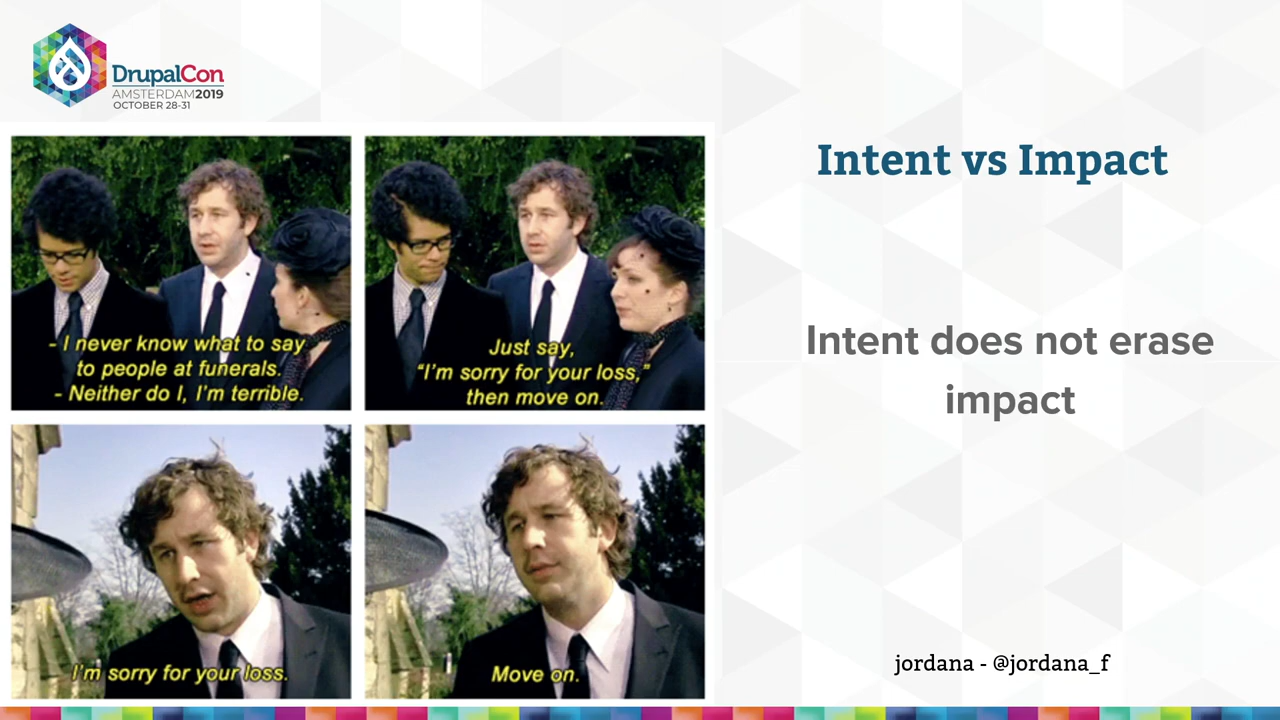 DrupalCon
AMSTERDAM2019
OCTOBER 28-31
- I never know what to say
to people at funerals.
- Neither do I, I'm terrible.
Just say,
“I'm sorry for your loss,”
then move on.
I'm sorry for your loss.
Move on.
Intent vs Impact
Intent does not erase
impact
jordana - @jordana_f